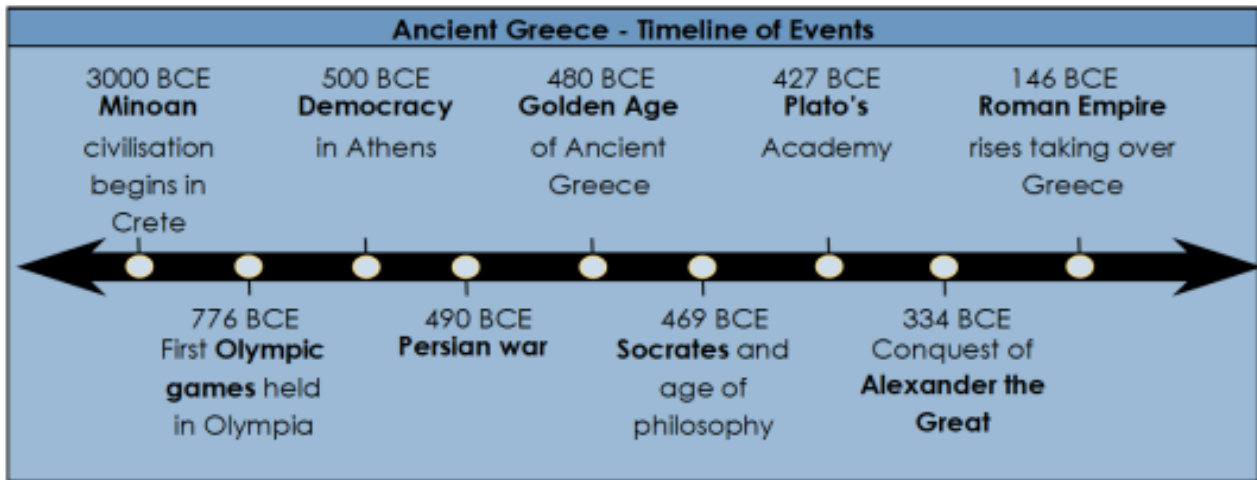 Ancient Greece - Timeline of Events
3000 BCE
Minoan
civilisation
begins in
Crete
776 BCE
First Olympic
games held
in Olympia
500 BCE
Democracy
in Athens
490 BCE
Persian war
480 BCE
Golden Age
of Ancient
Greece
469 BCE
Socrates and
age of
philosophy
427 BCE
Plato's
Academy
334 BCE
Conquest of
Alexander the
Great
146 BCE
Roman Empire
rises taking over
Greece